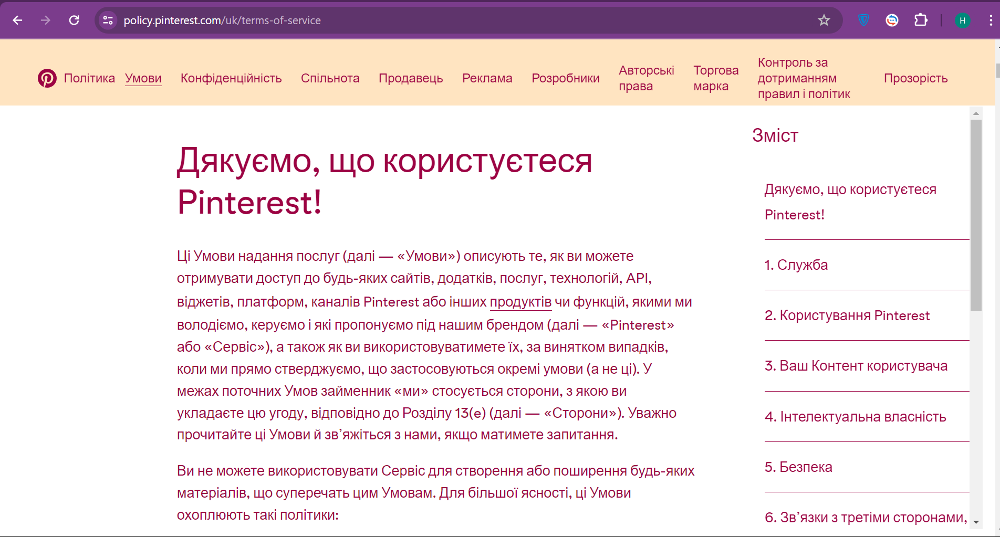 policy.pinterest.com/uk/terms-of-service
H
Політика
Умови
Конфіденційність
Спільнота
Продавець
Реклама
Розробники
Авторські
права
Торгова
марка
Контроль за
дотриманням
правил і політик
Прозорість
Дякуємо, що користуєтеся
Pinterest!
Ці Умови надання послуг (далі — «Умови») описують те, як ви можете
отримувати доступ до будь-яких сайтів, додатків, послуг, технологій, API,
віджетів, платформ, каналів Pinterest або інших продуктів чи функцій, якими ми
володіємо, керуємо і які пропонуємо під нашим брендом (далі — «Pinterest»
або «Сервіс»), а також як ви використовуватимете їх, за винятком випадків,
коли ми прямо стверджуємо, що застосовуються окремі умови (а не ці). У
межах поточних Умов займенник «ми» стосується сторони, з якою ви
укладаєте цю угоду, відповідно до Розділу 13(e) (далі — «Сторони»). Уважно
прочитайте ці Умови й зв’яжіться з нами, якщо матимете запитання.
Ви не можете використовувати Сервіс для створення або поширення будь-яких
матеріалів, що суперечать цим Умовам. Для більшої ясності, ці Умови
охоплюють такі політики:
Зміст
Дякуємо, що користуєтеся
Pinterest!
1. Служба
2. Користування Pinterest
3. Ваш Контент користувача
4. Інтелектуальна власність
5. Безпека
6. Зв’язки з третіми сторонами,